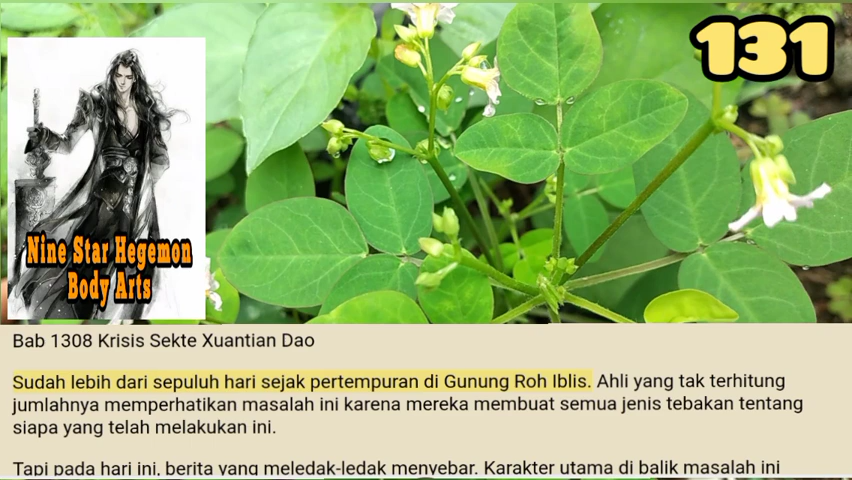 131
Nine Star Hegemon
Body Arts
Bab 1308 Krisis Sekte Xuantian Dao
Sudah lebih dari sepuluh hari sejak pertempuran di Gunung Roh Iblis. Ahli yang tak terhitung
jumlahnya memperhatikan masalah ini karena mereka membuat semua jenis tebakan tentang
siapa yang telah melakukan ini.
Tapi pada hari ini, berita yang meledak-ledak menyebar. Karakter utama di balik masalah ini